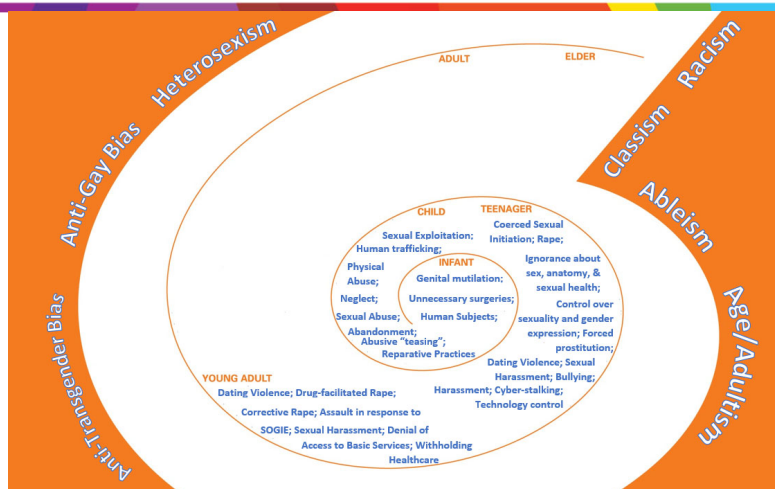 Anti-Transgender Bias
Anti-Gay Bias
Heterosexism
Racism
Classism
Ableism
Age/Adultism
ADULT
ELDER
CHILD
Sexual Exploitation;
Human trafficking;
Physical
Abuse;
Neglect;
Sexual Abuse;
Abandonment;
Abusive “teasing”;
Reparative Practices
INFANT
Genital mutilation;
Unnecessary surgeries;
Human Subjects;
TEENAGER
Coerced Sexual
Initiation; Rape;
Ignorance about
sex, anatomy, &
sexual health;
Control over
sexuality and gender
expression; Forced
prostitution;
Dating Violence; Sexual
Harassment; Bullying;
Harassment; Cyber-stalking;
Technology control
YOUNG ADULT
Dating Violence; Drug-facilitated Rape;
Corrective Rape; Assault in response to
SOGIE; Sexual Harassment; Denial of
Access to Basic Services; Withholding
Healthcare